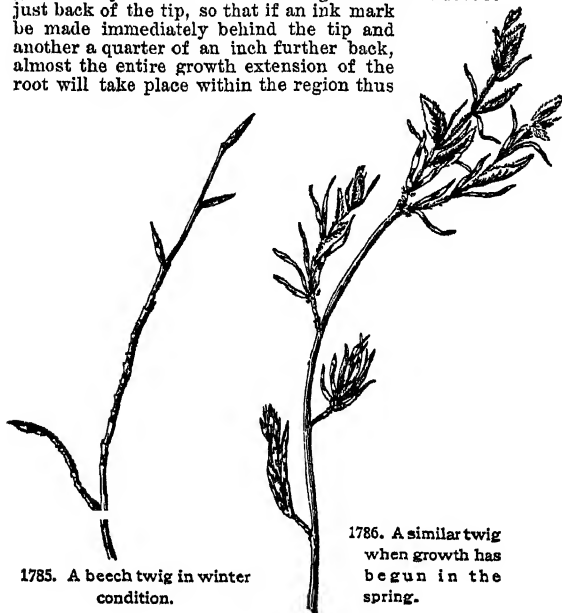 just back of the tip, so that if an ink mark
be made immediately behind the tip and
another a quarter of an inch further back,
almost the entire growth extension of the
root will take place within the region thus
1785. A beech twig in winter
condition.
1786. A similar twig
when growth has
begun in the
spring.